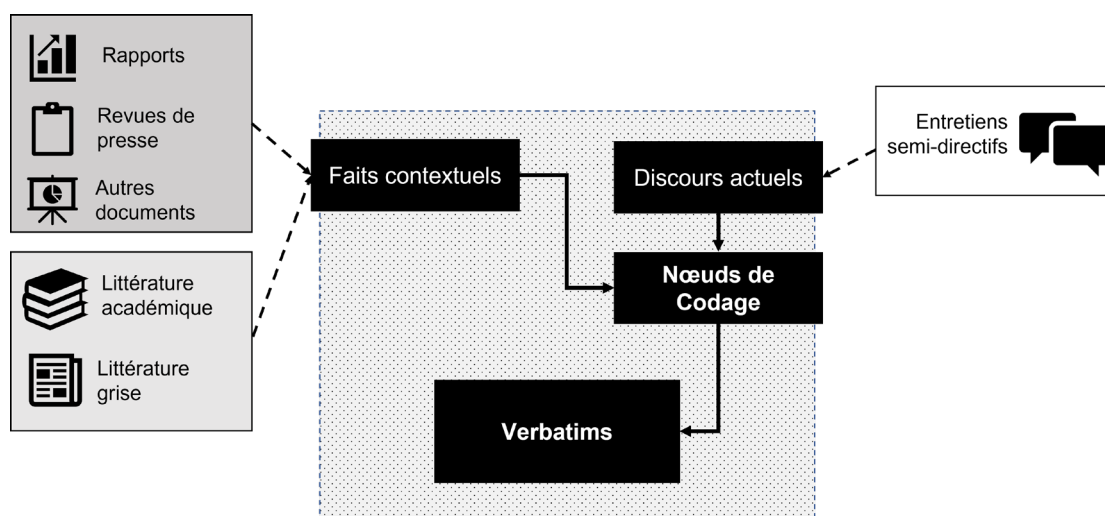 Rapports
Revues de
presse
Autres
documents
Littérature
académique
Littérature
grise
Faits contextuels
Discours actuels
Entretiens
semi-directifs
Nœuds de
Codage
Verbatims